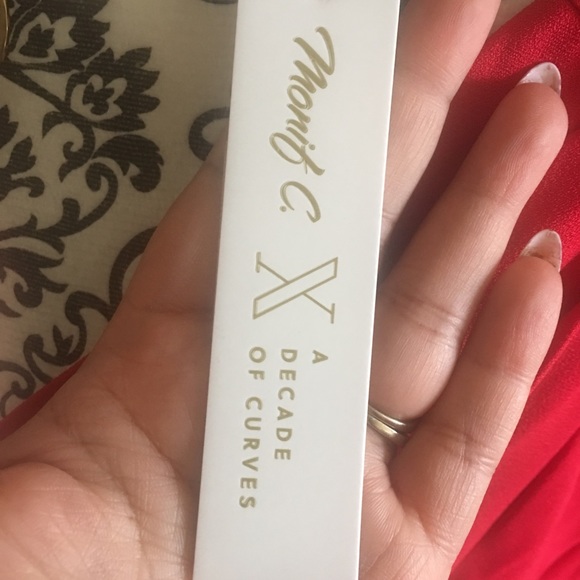 Monif C.
X
A
DECADE
OF CURVES